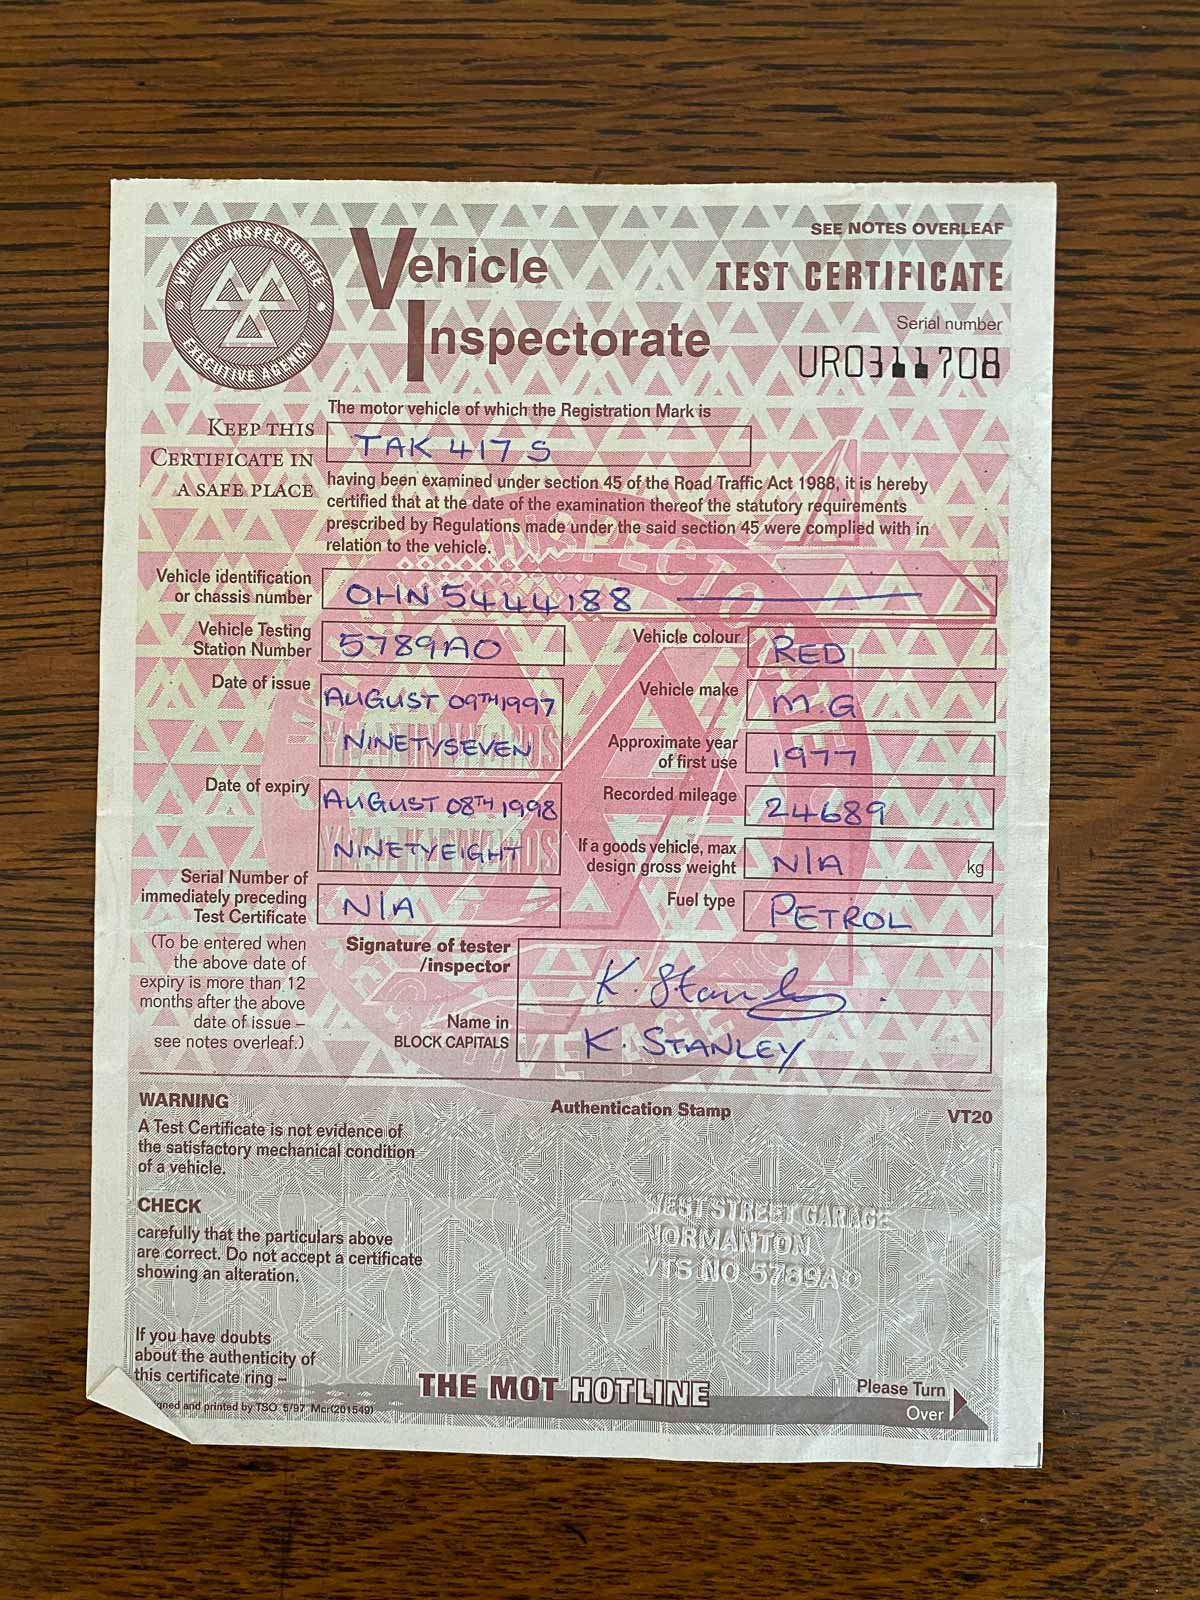 VEHICLE INSPECTORATE
EXECUTIVE AGENCY
Vehicle
Inspectorate
SEE NOTES OVERLEAF
TEST CERTIFICATE
Serial number
URO311708
KEEP THIS
CERTIFICATE IN
A SAFE PLACE
The motor vehicle of which the Registration Mark is
TAK 417 S
having been examined under section 45 of the Road Traffic Act 1988, it is hereby
certified that at the date of the examination thereof the statutory requirements
prescribed by Regulations made under the said section 45 were complied with in
relation to the vehicle.
Vehicle identification
or chassis number
OHN 5444188
Vehicle Testing
Station Number
5789AO
Vehicle colour
RED
Date of issue
AUGUST 09TH 1997
NINETYSEVEN
Vehicle make
M.G
Approximate year
of first use
1977
Date of expiry
AUGUST 08TH 1998
NINETYEIGHT
Recorded mileage
24689
If a goods vehicle, max
design gross weight
N/A
kg
Serial Number of
immediately preceding
Test Certificate
N/A
Fuel type
PETROL
(To be entered when
the above date of
expiry is more than 12
months after the above
date of issue –
see notes overleaf.)
Signature of tester
/inspector
K. Stanley
Name in
BLOCK CAPITALS
K. STANLEY
WARNING
A Test Certificate is not evidence of
the satisfactory mechanical condition
of a vehicle.
Authentication Stamp
VT20
CHECK
carefully that the particulars above
are correct. Do not accept a certificate
showing an alteration.
WEST STREET GARAGE
NORMANTON
VTS NO 5789AO
If you have doubts
about the authenticity of
this certificate ring –
THE MOT HOTLINE
Please Turn
Over
and printed by TSO 5/97 Mcr(201549)